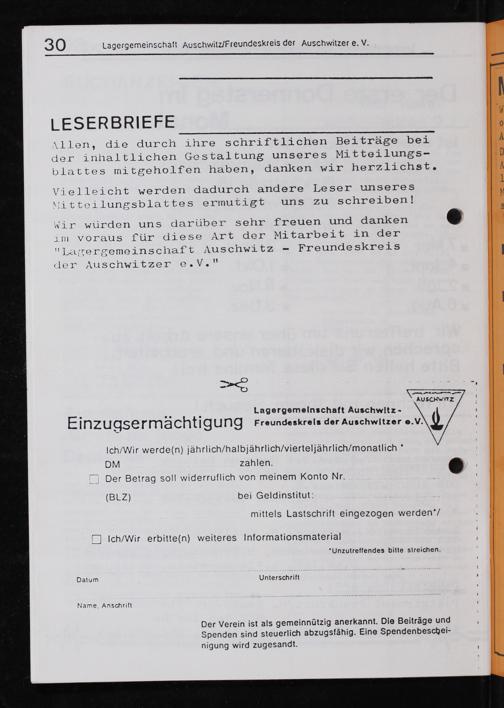 30
Lagergemeinschaft Auschwitz/Freundeskreis der Auschwitzer e. V.
LESERBRIEFE
Allen, die durch ihre schriftlichen Beiträge bei
der inhaltlichen Gestaltung unseres Mitteilungs-
blattes mitgeholfen haben, danken wir herzlichst.
Vielleicht werden dadurch andere Leser unseres
Mitteilungsblattes ermutigt uns zu schreiben!
Wir würden uns darüber sehr freuen und danken
im voraus für diese Art der Mitarbeit in der
"Lagergemeinschaft Auschwitz - Freundeskreis
der Auschwitzer e.V."
AUSCHWITZ
Einzugsermächtigung
Lagergemeinschaft Auschwitz-
Freundeskreis der Auschwitzer e.V.
Ich/Wir werde(n) jährlich/halbjährlich/vierteljährlich/monatlich *
DM zahlen.
Der Betrag soll widerruflich von meinem Konto Nr.
(BLZ) bei Geldinstitut:
mittels Lastschrift eingezogen werden*/
Ich/Wir erbitte(n) weiteres Informationsmaterial
*Unzutreffendes bitte streichen.
Datum Unterschrift
Name, Anschrift
Der Verein ist als gemeinnützig anerkannt. Die Beiträge und
Spenden sind steuerlich abzugsfähig. Eine Spendenbeschei-
nigung wird zugesandt.